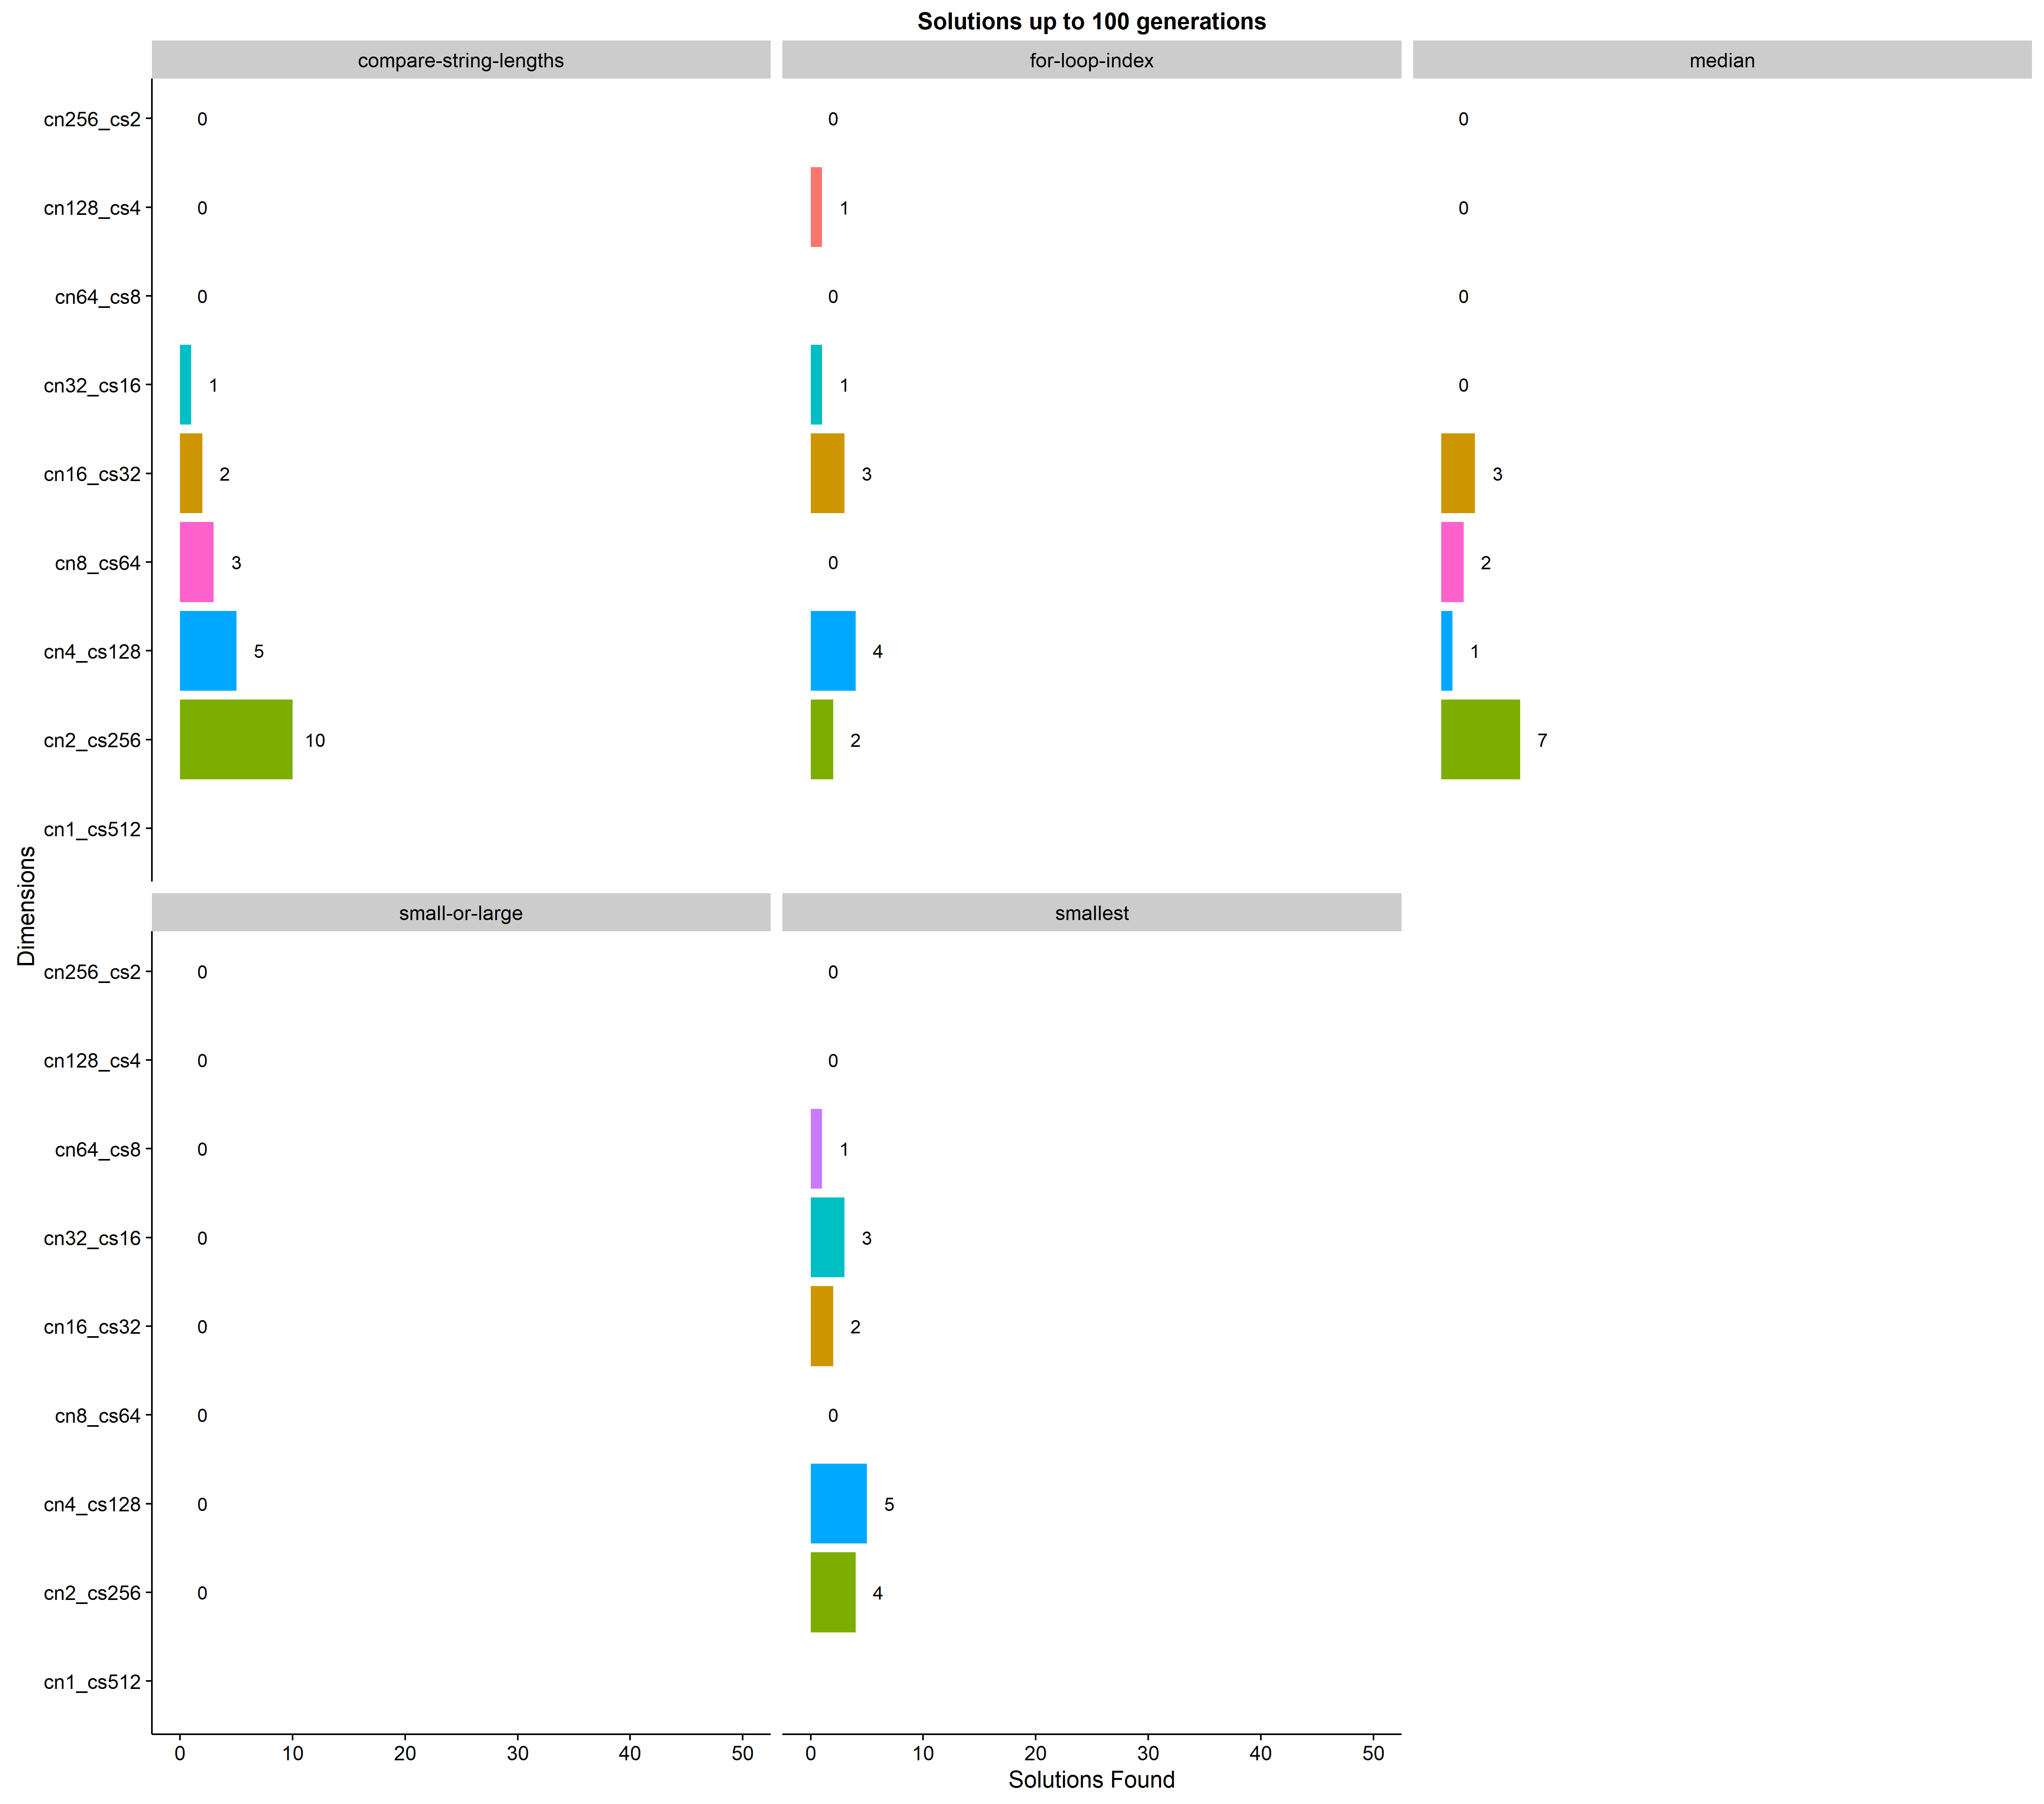 Solutions up to 100 generations
compare-string-lengths for-loop-index median
cn256_cs2 0 0 0
cn128_cs4 0 1 0
cn64_cs8 0 0 0
cn32_cs16 1 1 0
cn16_cs32 2 3 3
cn8_cs64 3 0 2
cn4_cs128 5 4 1
cn2_cs256 10 2 7
cn1_cs512
Dimensions
small-or-large smallest
cn256_cs2 0 0
cn128_cs4 0 0
cn64_cs8 0 1
cn32_cs16 0 3
cn16_cs32 0 2
cn8_cs64 0 0
cn4_cs128 0 5
cn2_cs256 0 4
cn1_cs512
0 10 20 30 40 50 0 10 20 30 40 50
Solutions Found